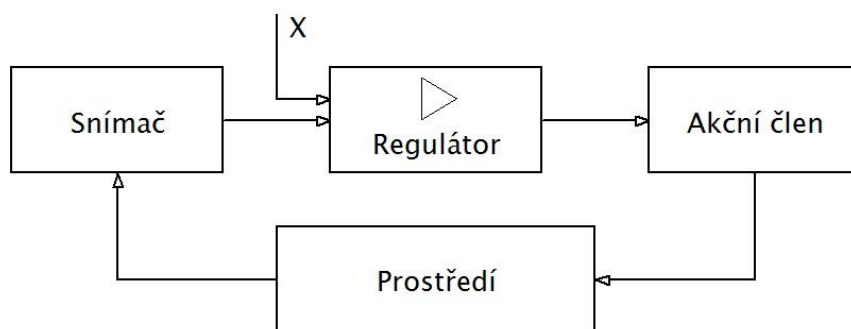 X
Snímač
Regulátor
Akční člen
Prostředí